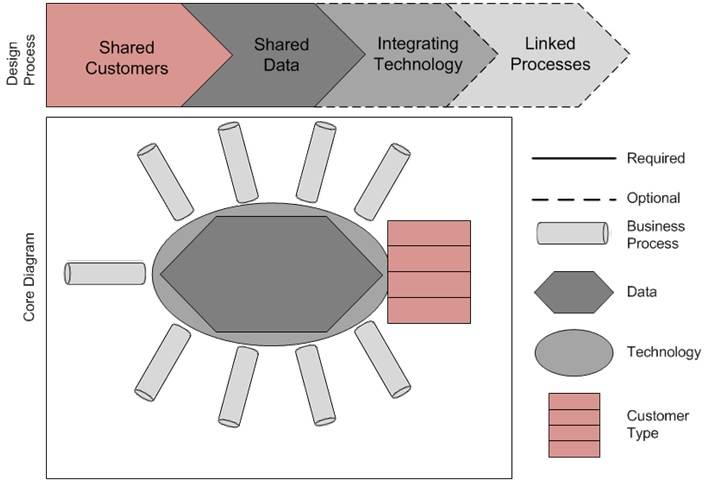 Design
Process
Shared
Customers
Shared
Data
Integrating
Technology
Linked
Processes
Core Diagram
Required
Optional
Business
Process
Data
Technology
Customer
Type